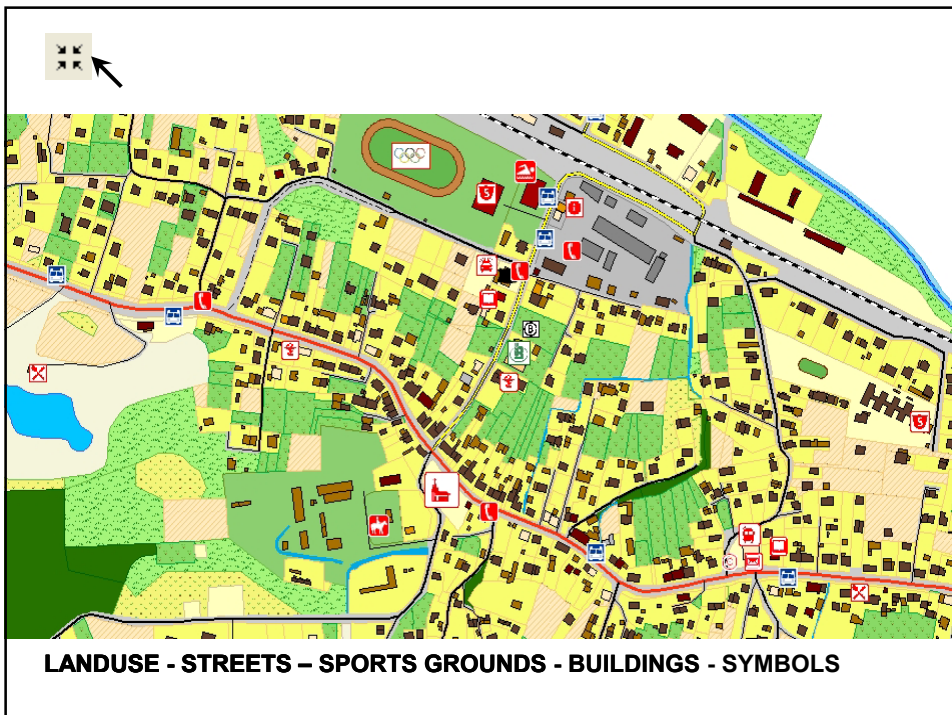 S
i
B
B
S
LANDUSE - STREETS – SPORTS GROUNDS - BUILDINGS - SYMBOLS